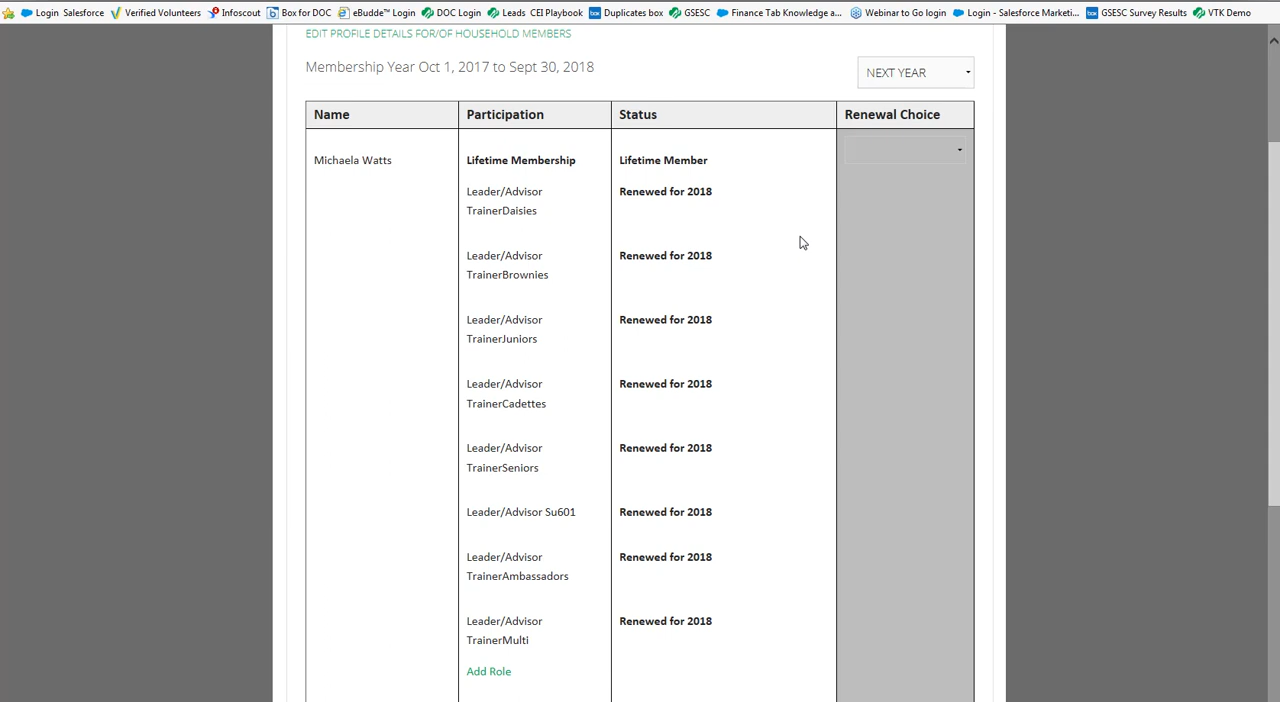 Login Salesforce Verified Volunteers Infoscout Box for DOC eBudde™ Login DOC Login Leads CEI Playbook Duplicates box GSESC Finance Tab Knowledge a... Webinar to Go login Login - Salesforce Marketi... GSESC Survey Results VTK Demo
EDIT PROFILE DETAILS FOR/OF HOUSEHOLD MEMBERS
Membership Year Oct 1, 2017 to Sept 30, 2018
NEXT YEAR
Name Participation Status Renewal Choice
Michaela Watts Lifetime Membership Lifetime Member
Leader/Advisor Renewed for 2018
TrainerDaisies
Leader/Advisor Renewed for 2018
TrainerBrownies
Leader/Advisor Renewed for 2018
TrainerJuniors
Leader/Advisor Renewed for 2018
TrainerCadettes
Leader/Advisor Renewed for 2018
TrainerSeniors
Leader/Advisor Su601 Renewed for 2018
Leader/Advisor Renewed for 2018
TrainerAmbassadors
Leader/Advisor Renewed for 2018
TrainerMulti
Add Role